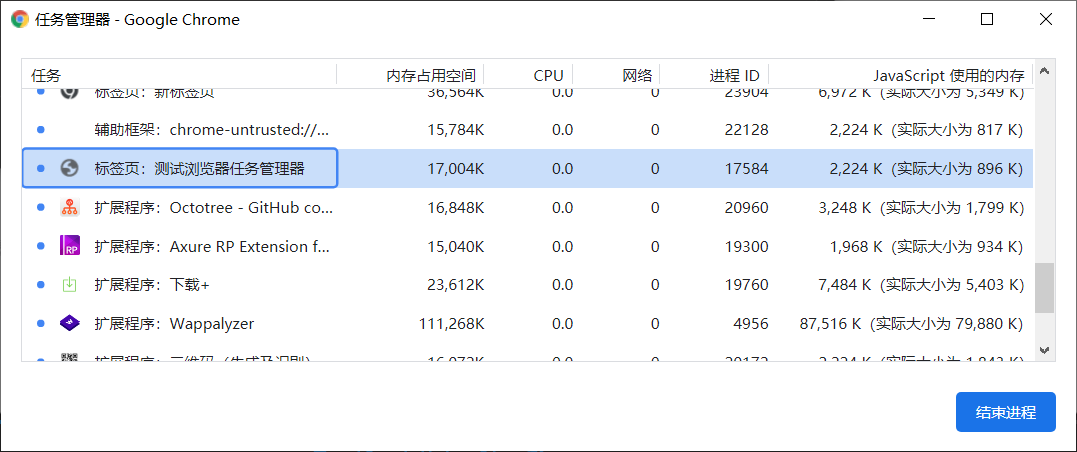 任务管理器 - Google Chrome
任务 内存占用空间 CPU 网络 进程 ID JavaScript 使用的内存
标签页：新标签页 36,564K 0.0 0 23904 6,972 K (实际大小为 5,349 K)
辅助框架：chrome-untrusted://... 15,784K 0.0 0 22128 2,224 K (实际大小为 817 K)
标签页：测试浏览器任务管理器 17,004K 0.0 0 17584 2,224 K (实际大小为 896 K)
扩展程序：Octotree - GitHub co... 16,848K 0.0 0 20960 3,248 K (实际大小为 1,799 K)
扩展程序：Axure RP Extension f... 15,040K 0.0 0 19300 1,968 K (实际大小为 934 K)
扩展程序：下载+ 23,612K 0.0 0 19760 7,484 K (实际大小为 5,403 K)
扩展程序：Wappalyzer 111,268K 0.0 0 4956 87,516 K (实际大小为 79,880 K)
扩展程序：二维码（生成及识别） 16,072K 0.0 0
结束进程